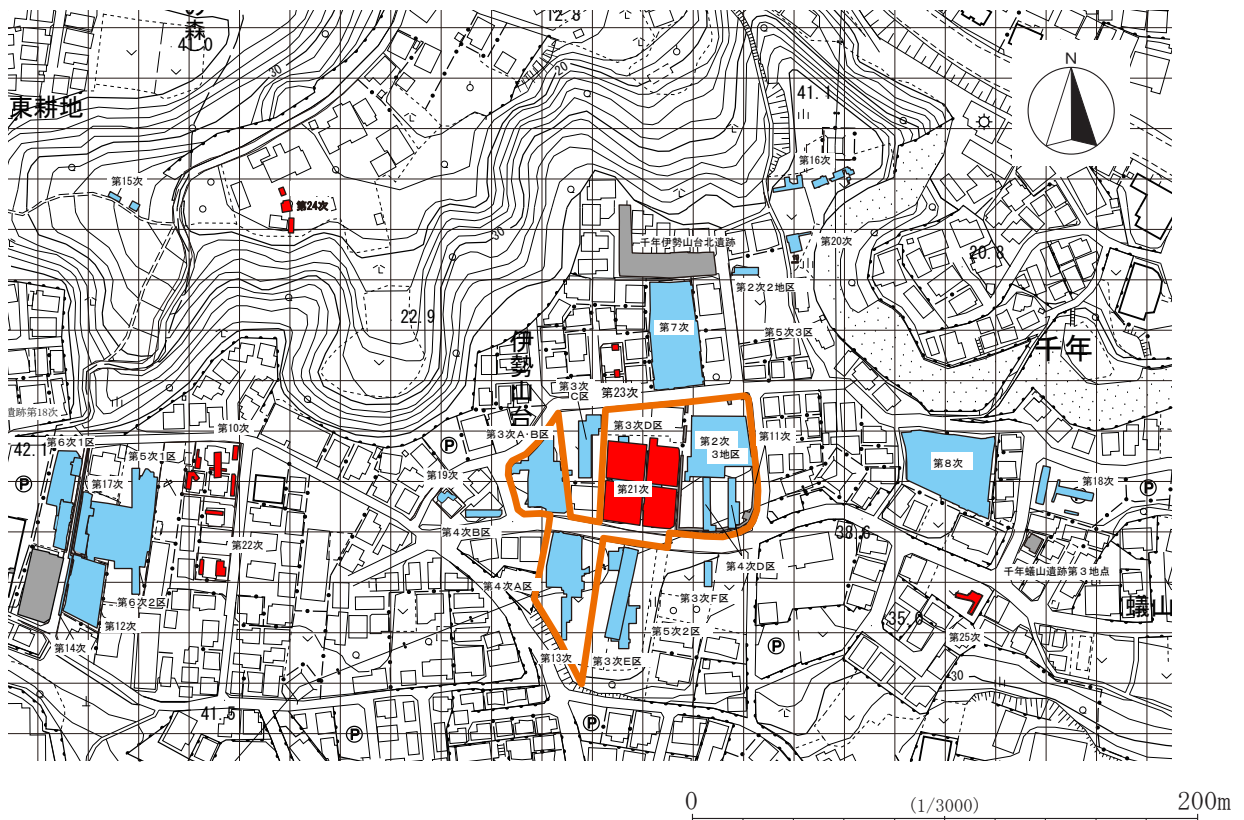 の森
41.0
12.3
N
30
20
41.1
東耕地
第16次
第15次
第24次
30
千年伊勢山台北遺跡
第20次
20.8
第2次2地区
22.9
第7次
第5次3区
伊勢山台
千年
第3次
C区
第23次
遺跡第18次
第10次
第3次A・B区
第3次D区
第2次
3地区
第11次
42.1
第6次1区
第5次1区
P
第8次
P
第17次
第19次
第21次
第18次
P
第4次B区
38.6
第22次
第4次D区
千年蟻山遺跡第3地点
第4次A区
第6次2区
第3次F区
蟻山
第12次
35.6
第5次2区
第25次
第14次
第13次
第3次E区
P
30
41.5
P
P
0
(1/3000)
200m